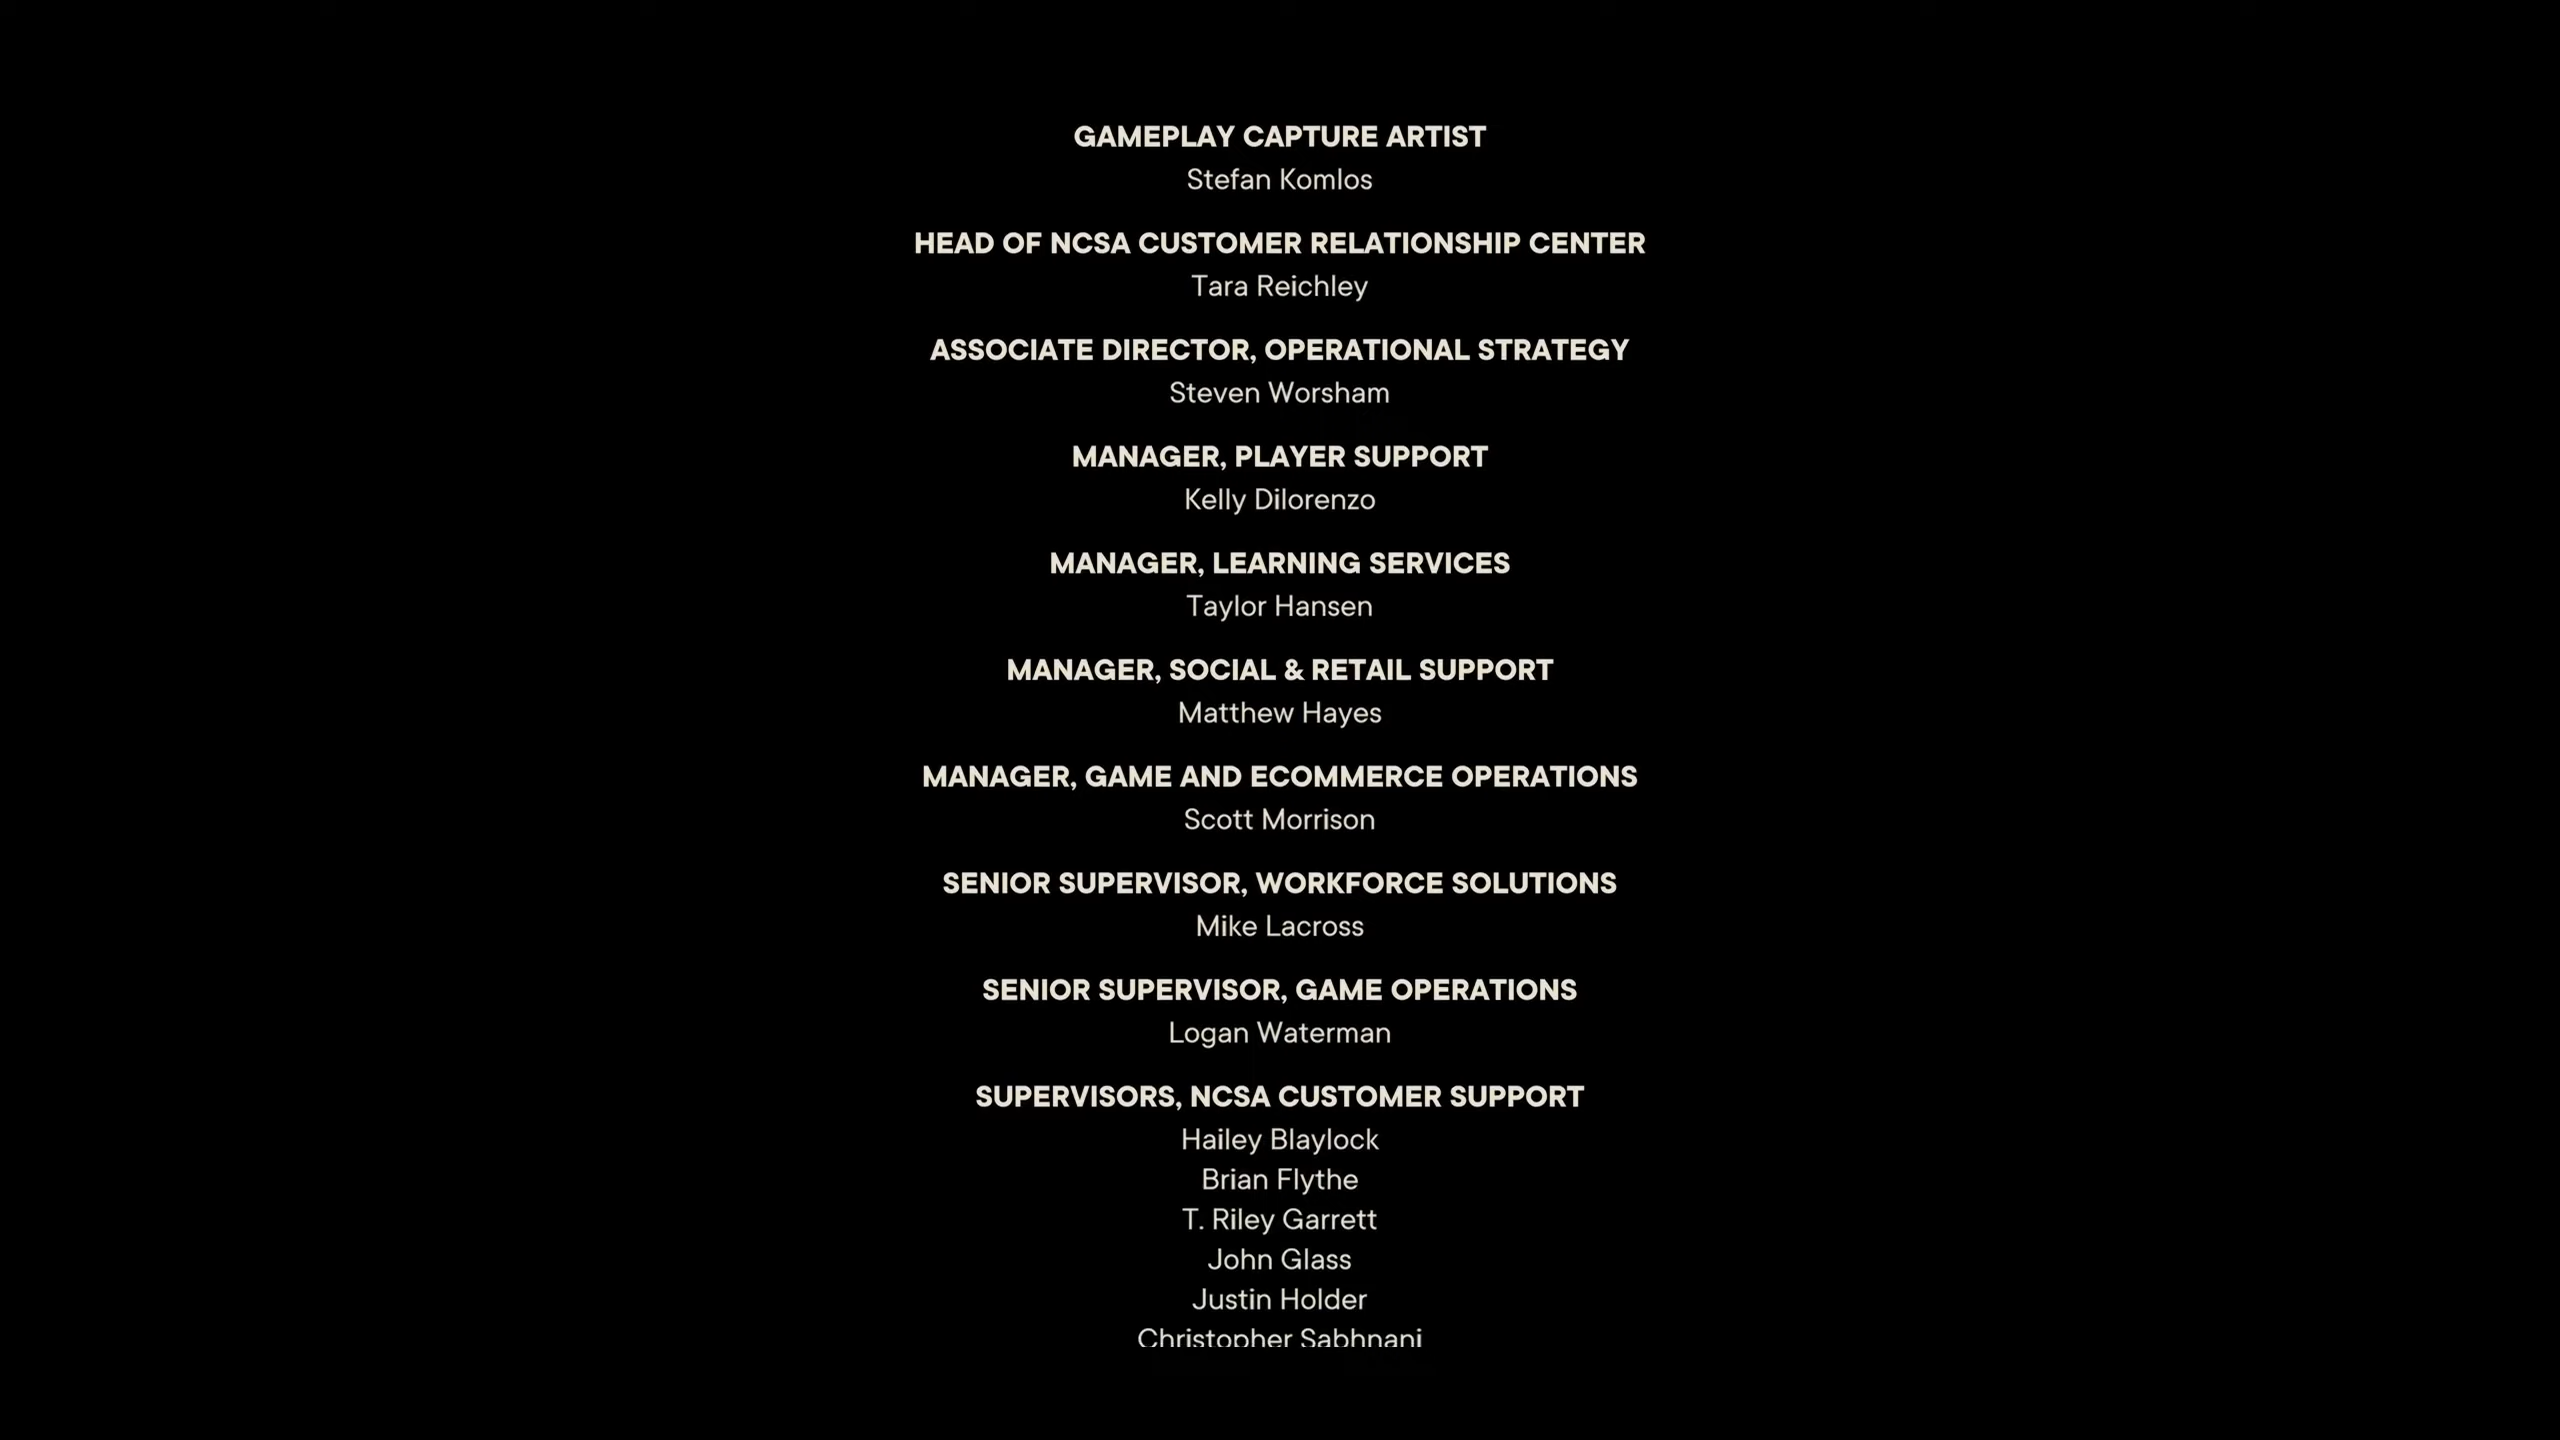 GAMEPLAY CAPTURE ARTIST
Stefan Komlos
HEAD OF NCSA CUSTOMER RELATIONSHIP CENTER
Tara Reichley
ASSOCIATE DIRECTOR, OPERATIONAL STRATEGY
Steven Worsham
MANAGER, PLAYER SUPPORT
Kelly Dilorenzo
MANAGER, LEARNING SERVICES
Taylor Hansen
MANAGER, SOCIAL & RETAIL SUPPORT
Matthew Hayes
MANAGER, GAME AND ECOMMERCE OPERATIONS
Scott Morrison
SENIOR SUPERVISOR, WORKFORCE SOLUTIONS
Mike Lacross
SENIOR SUPERVISOR, GAME OPERATIONS
Logan Waterman
SUPERVISORS, NCSA CUSTOMER SUPPORT
Hailey Blaylock
Brian Flythe
T. Riley Garrett
John Glass
Justin Holder
Christopher Sabhnani